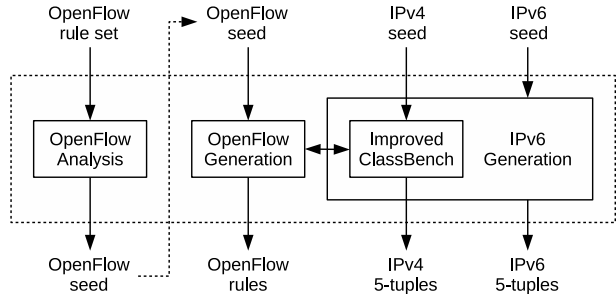 OpenFlow
rule set
OpenFlow
seed
IPv4
seed
IPv6
seed
OpenFlow
Analysis
OpenFlow
Generation
Improved
ClassBench
IPv6
Generation
OpenFlow
seed
OpenFlow
rules
IPv4
5-tuples
IPv6
5-tuples